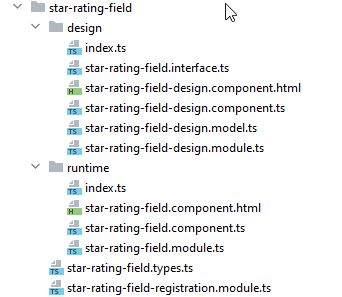 star-rating-field
design
index.ts
star-rating-field.interface.ts
star-rating-field-design.component.html
star-rating-field-design.component.ts
star-rating-field-design.model.ts
star-rating-field-design.module.ts
runtime
index.ts
star-rating-field.component.html
star-rating-field.component.ts
star-rating-field.module.ts
star-rating-field.types.ts
star-rating-field-registration.module.ts